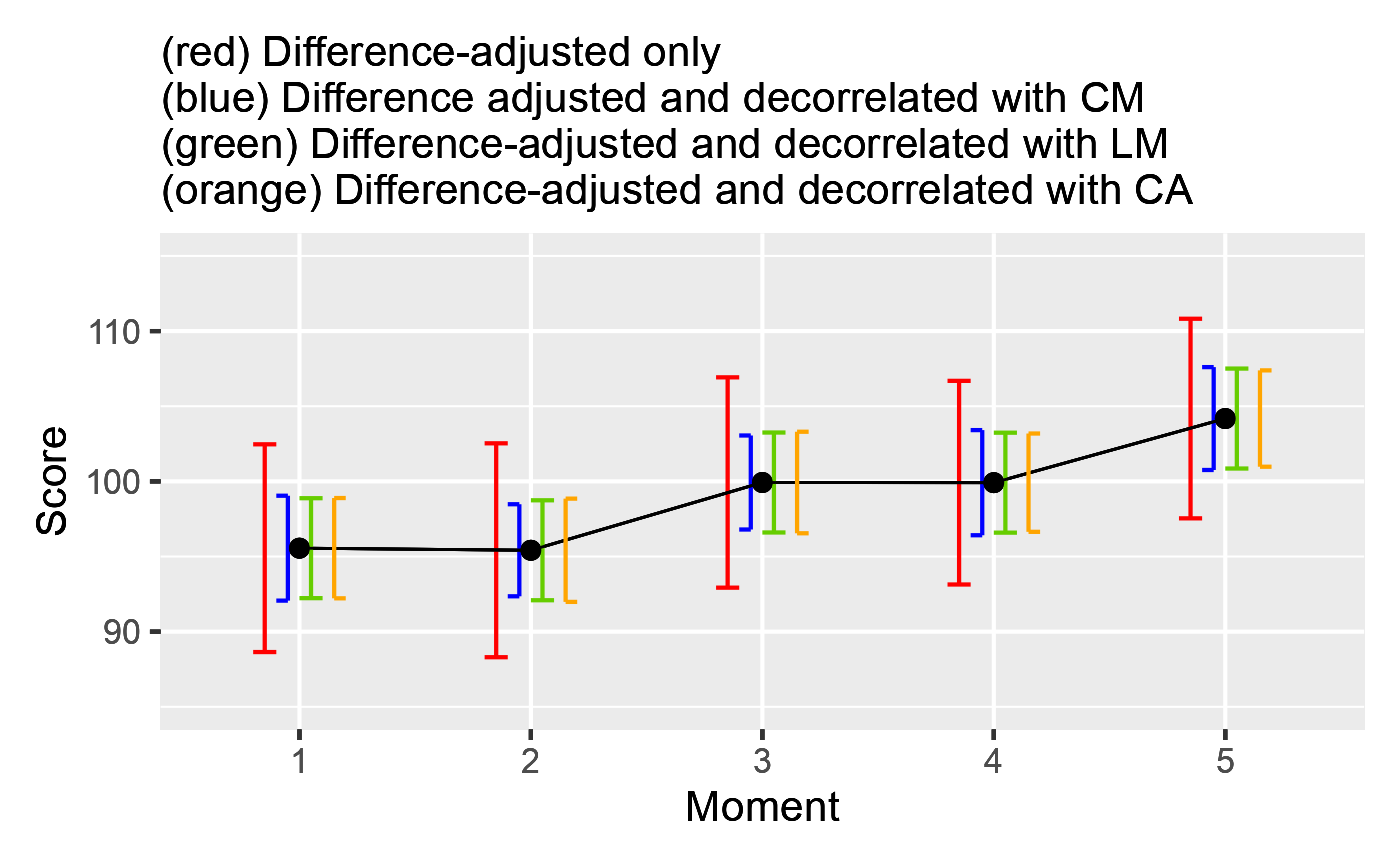 (red) Difference-adjusted only
(blue) Difference adjusted and decorrelated with CM
(green) Difference-adjusted and decorrelated with LM
(orange) Difference-adjusted and decorrelated with CA
110
100
90
Score
1 2 3 4 5
Moment